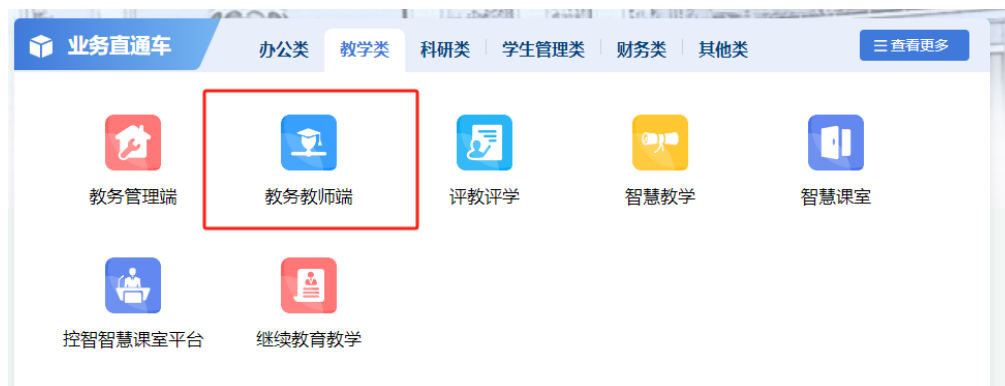 业务直通车 办公类 教学类 科研类 学生管理类 财务类 其他类 查看更多
教务管理端 教务教师端 评教评学 智慧教学 智慧课室
控智智慧课室平台 继续教育教学